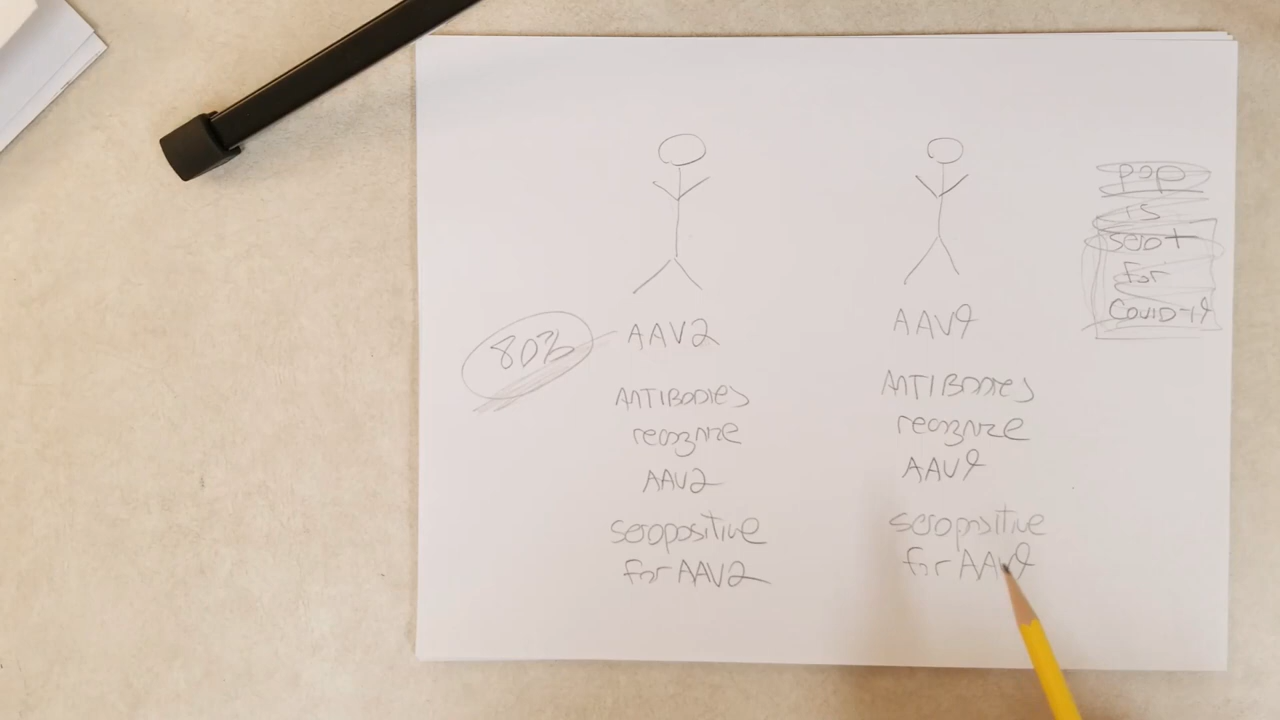 80%
AAV2
ANTIBODIES
recognize
AAV2
seropositive
for AAV2
AAV9
ANTIBODIES
recognize
AAV9
seropositive
for AAV9
pop
is
sero+
for
COVID-19